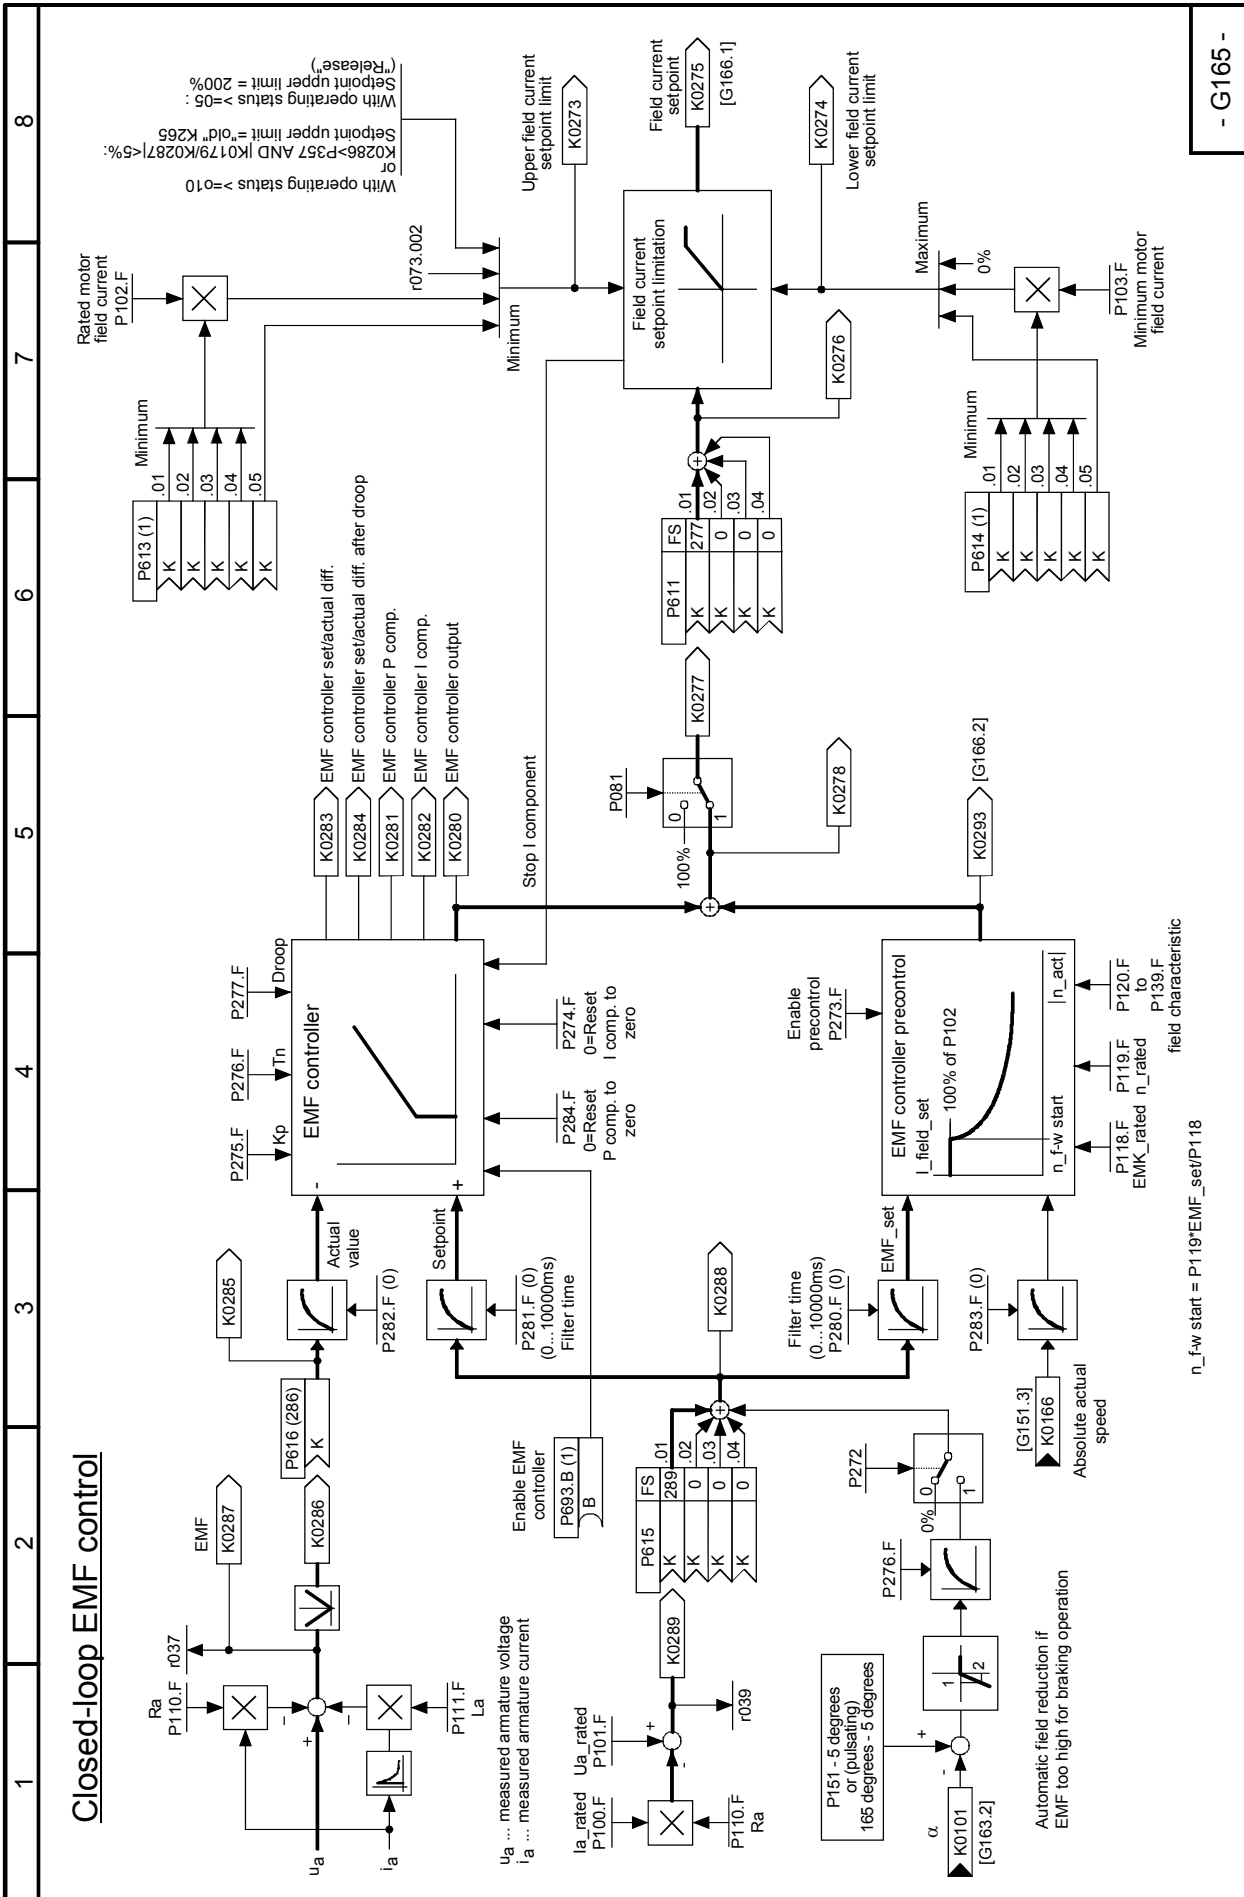 1
2
3
4
5
6
7
8
- G165 -
Closed-loop EMF control
Ra
P110.F
r037
EMF
K0287
K0286
P616 (286)
K
K0285
Actual
value
P282.F (0)
ua
ia
+
-
-
P111.F
La
ua ... measured armature voltage
ia ... measured armature current
Setpoint
P281.F (0)
(0...10000ms)
Filter time
P275.F
Kp
P276.F
Tn
P277.F
Droop
EMF controller
-
+
P284.F
0=Reset
P comp. to
zero
P274.F
0=Reset
I comp. to
zero
Stop I component
K0283
EMF controller set/actual diff.
K0284
EMF controlller set/actual diff. after droop
K0281
EMF controller P comp.
K0282
EMF controller I comp.
K0280
EMF controller output
Enable EMF
controller
P693.B (1)
B
Ia_rated
P100.F
Ua_rated
P101.F
+
-
P110.F
Ra
r039
K0289
P615
FS
K
289
.01
K
0
.02
K
0
.03
K
0
.04
+
K0288
Filter time
(0...10000ms)
P280.F (0)
EMF_set
P283.F (0)
[G151.3]
K0166
Absolute actual
speed
P151 - 5 degrees
or (pulsating)
165 degrees - 5 degrees
α
K0101
[G163.2]
-
+
1
2
P276.F
P272
0%
0
1
Automatic field reduction if
EMF too high for braking operation
Enable
precontrol
P273.F
EMF controller precontrol
I_field_set
100% of P102
n_f-w start
|n_act|
P118.F
EMK_rated
P119.F
n_rated
P120.F
to
P139.F
field characteristic
n_f-w start = P119*EMF_set/P118
K0293
[G166.2]
+
K0278
P081
100%
0
1
K0277
P611
FS
K
277
.01
K
0
.02
K
0
.03
K
0
.04
+
K0276
P613 (1)
K
.01
K
.02
K
.03
K
.04
K
.05
Minimum
Rated motor
field current
P102.F
Minimum
r073.002
With operating status >=o10
or
K0286>P357 AND |K0179/K0287|<5%:
Setpoint upper limit ="old" K265
With operating status >=05 :
Setpoint upper limit = 200%
("Release")
Upper field current
setpoint limit
K0273
Field current
setpoint limitation
Field current
setpoint
K0275
[G166.1]
K0274
Lower field current
setpoint limit
Maximum
0%
P103.F
Minimum motor
field current
Minimum
P614 (1)
K
.01
K
.02
K
.03
K
.04
K
.05